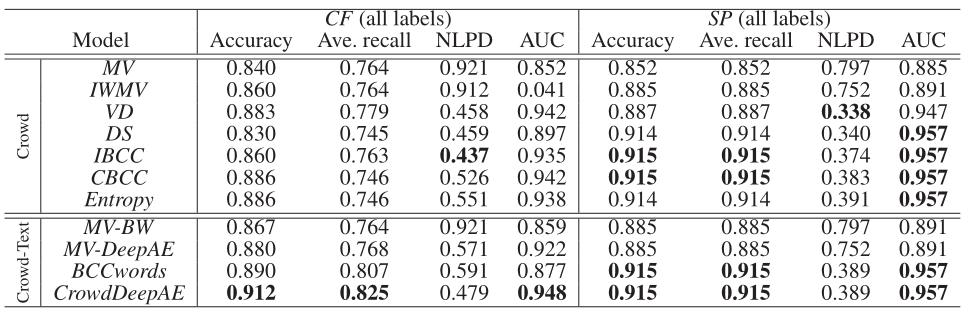 CF (all labels) SP (all labels)
Model Accuracy Ave. recall NLPD AUC Accuracy Ave. recall NLPD AUC
Crowd
MV 0.840 0.764 0.921 0.852 0.852 0.852 0.797 0.885
IWMV 0.860 0.764 0.912 0.041 0.885 0.885 0.752 0.891
VD 0.883 0.779 0.458 0.942 0.887 0.887 0.338 0.947
DS 0.830 0.745 0.459 0.897 0.914 0.914 0.340 0.957
IBCC 0.860 0.763 0.437 0.935 0.915 0.915 0.374 0.957
CBCC 0.886 0.746 0.526 0.942 0.915 0.915 0.383 0.957
Entropy 0.886 0.746 0.551 0.938 0.914 0.914 0.391 0.957
Crowd-Text
MV-BW 0.867 0.764 0.921 0.859 0.885 0.885 0.797 0.891
MV-DeepAE 0.880 0.768 0.571 0.922 0.885 0.885 0.752 0.891
BCCwords 0.890 0.807 0.591 0.877 0.915 0.915 0.389 0.957
CrowdDeepAE 0.912 0.825 0.479 0.948 0.915 0.915 0.389 0.957